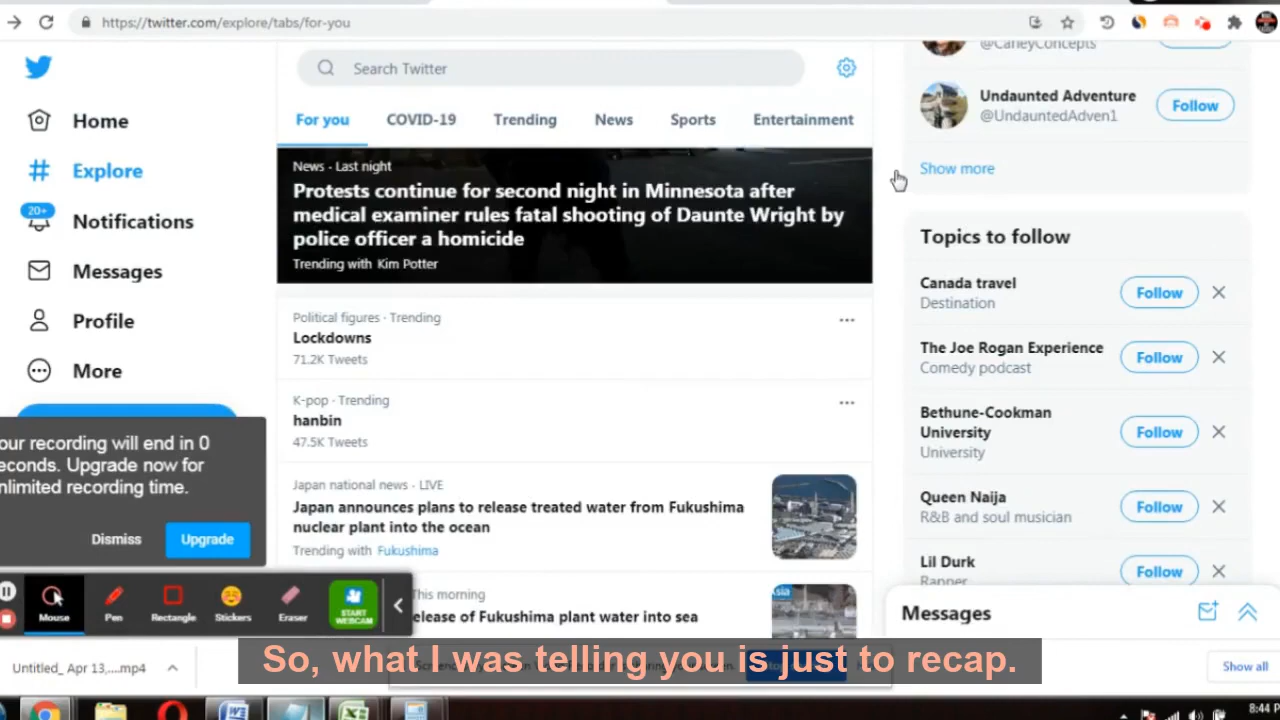 https://twitter.com/explore/tabs/for-you
Search Twitter
Home
Explore
20+
Notifications
Messages
Profile
More
For you
COVID-19
Trending
News
Sports
Entertainment
News · Last night
Protests continue for second night in Minnesota after
medical examiner rules fatal shooting of Daunte Wright by
police officer a homicide
Trending with Kim Potter
Political figures · Trending
Lockdowns
71.2K Tweets
K-pop · Trending
hanbin
47.5K Tweets
Japan national news · LIVE
Japan announces plans to release treated water from Fukushima
nuclear plant into the ocean
Trending with Fukushima
his morning
elease of Fukushima plant water into sea
@CarleyConcepts
Undaunted Adventure
@UndauntedAdven1
Follow
Show more
Topics to follow
Canada travel
Destination
Follow
The Joe Rogan Experience
Comedy podcast
Follow
Bethune-Cookman
University
University
Follow
Queen Naija
R&B and soul musician
Follow
Lil Durk
Rapper
Follow
Messages
our recording will end in 0
econds. Upgrade now for
nlimited recording time.
Dismiss
Upgrade
Mouse
Pen
Rectangle
Stickers
Eraser
START
WEBCAM
So, what I was telling you is just to recap.
Untitled_ Apr 13,....mp4
Show all
8:44 P